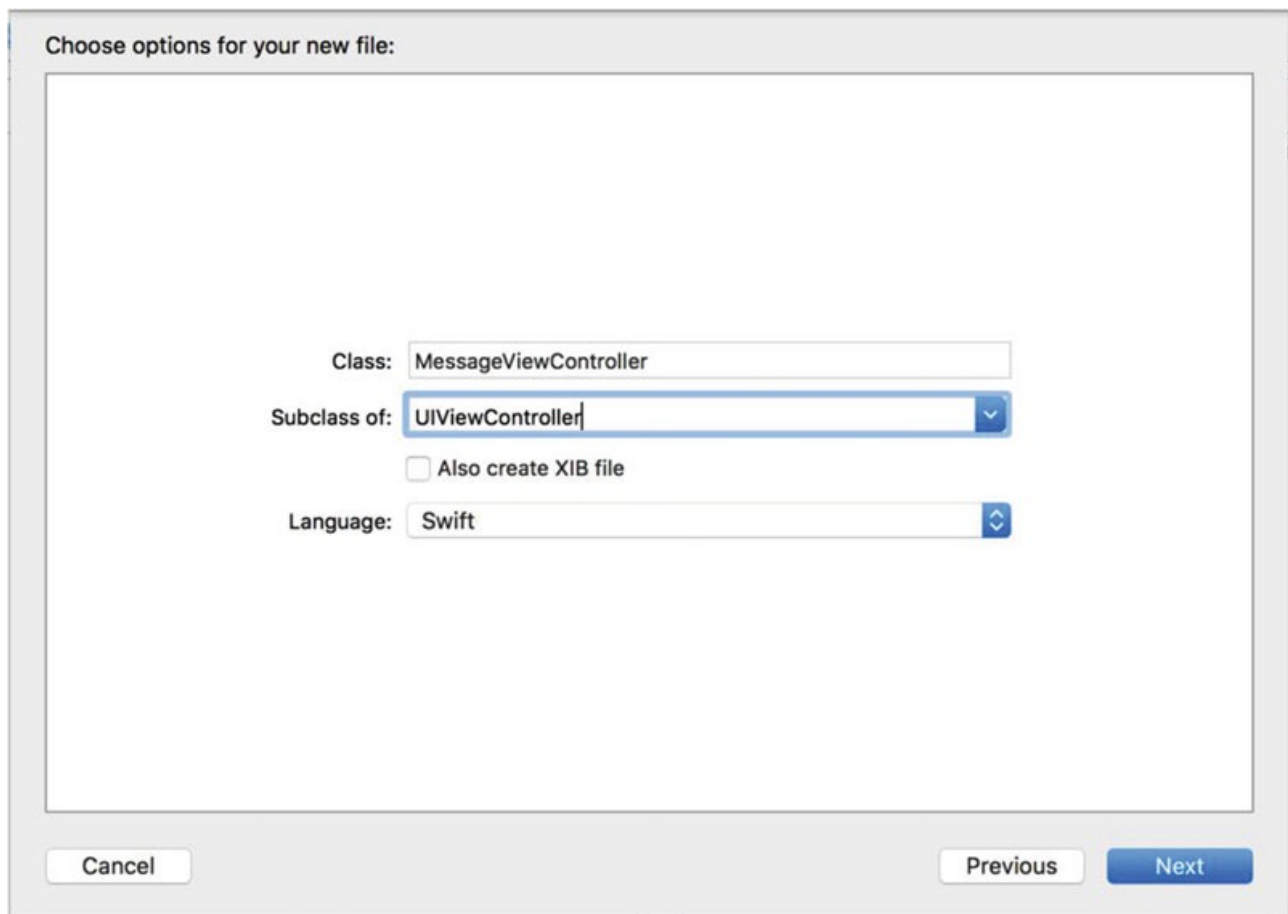 Choose options for your new file:
Class: MessageViewController
Subclass of: UIViewController
Also create XIB file
Language: Swift
Cancel Previous Next